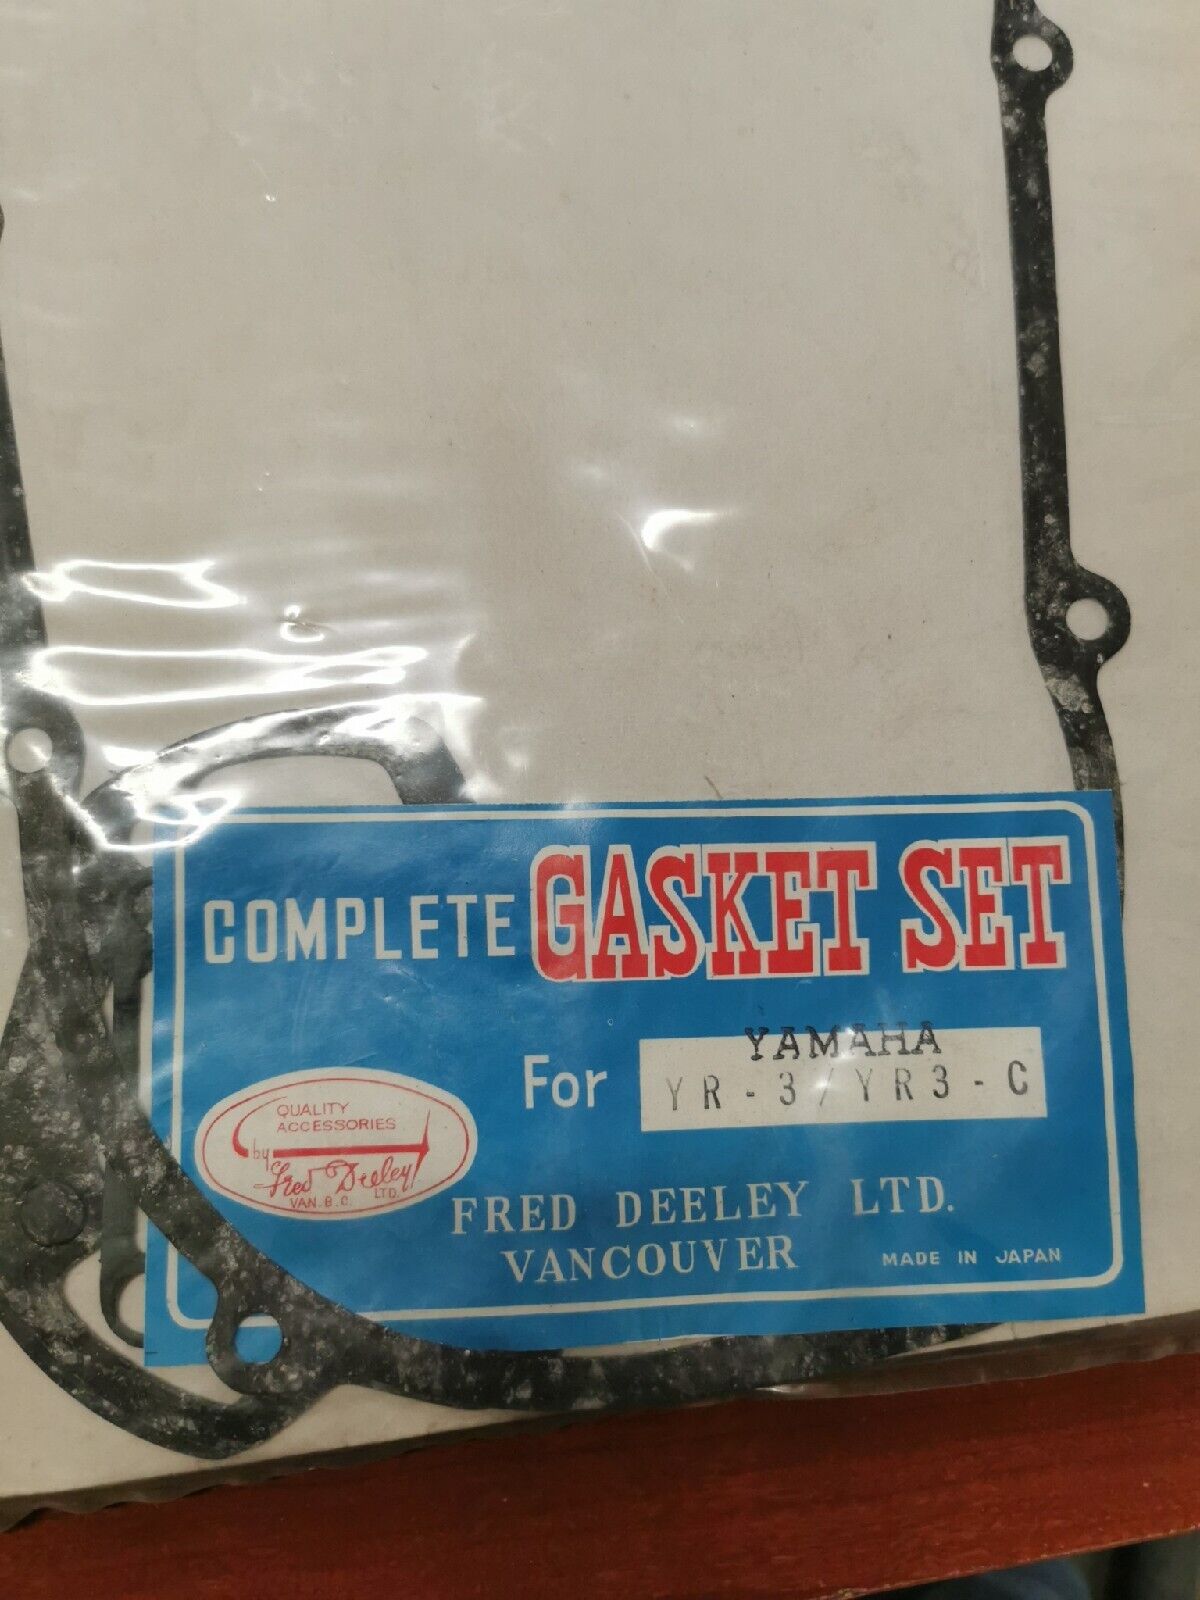 COMPLETE GASKET SET
YAMAHA
For YR-3/YR3-C
QUALITY
ACCESSORIES
by
Fred Deeley
VAN. B.C. LTD.
FRED DEELEY LTD.
VANCOUVER
MADE IN JAPAN